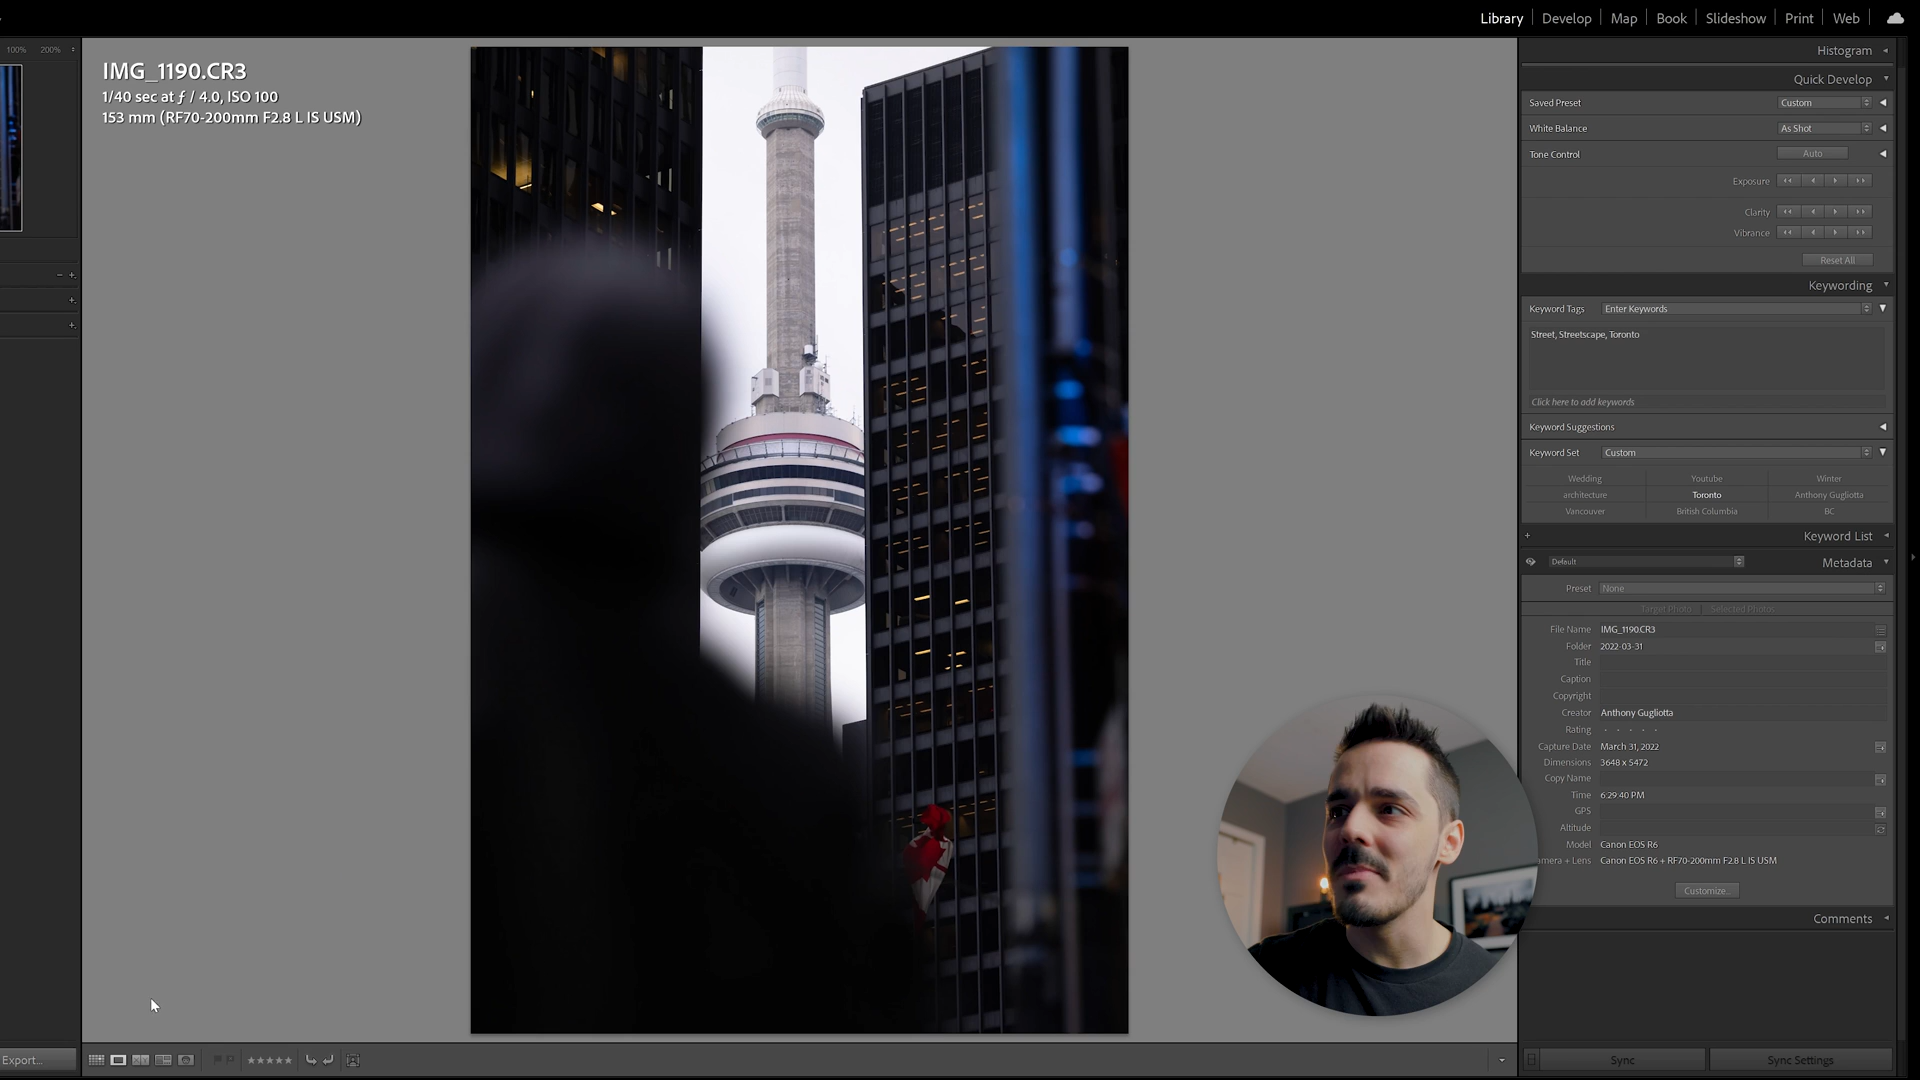 Library
Develop
Map
Book
Slideshow
Print
Web
100%
200%
IMG_1190.CR3
1/40 sec at ƒ / 4.0, ISO 100
153 mm (RF70-200mm F2.8 L IS USM)
Histogram
Quick Develop
Saved Preset Custom
White Balance As Shot
Tone Control Auto
Exposure
Clarity
Vibrance
Reset All
Keywording
Keyword Tags Enter Keywords
Street, Streetscape, Toronto
Click here to add keywords
Keyword Suggestions
Keyword Set Custom
Wedding Youtube Winter
architecture Toronto Anthony Gugliotta
Vancouver British Columbia BC
Keyword List
Default Metadata
Preset None
Target Photo Selected Photos
File Name IMG_1190.CR3
Folder 2022-03-31
Title
Caption
Copyright
Creator Anthony Gugliotta
Rating
Capture Date March 31, 2022
Dimensions 3648 x 5472
Copy Name
Time 6:29:40 PM
GPS
Altitude
Model Canon EOS R6
amera + Lens Canon EOS R6 + RF70-200mm F2.8 L IS USM
Customize...
Comments
Export...
Sync
Sync Settings